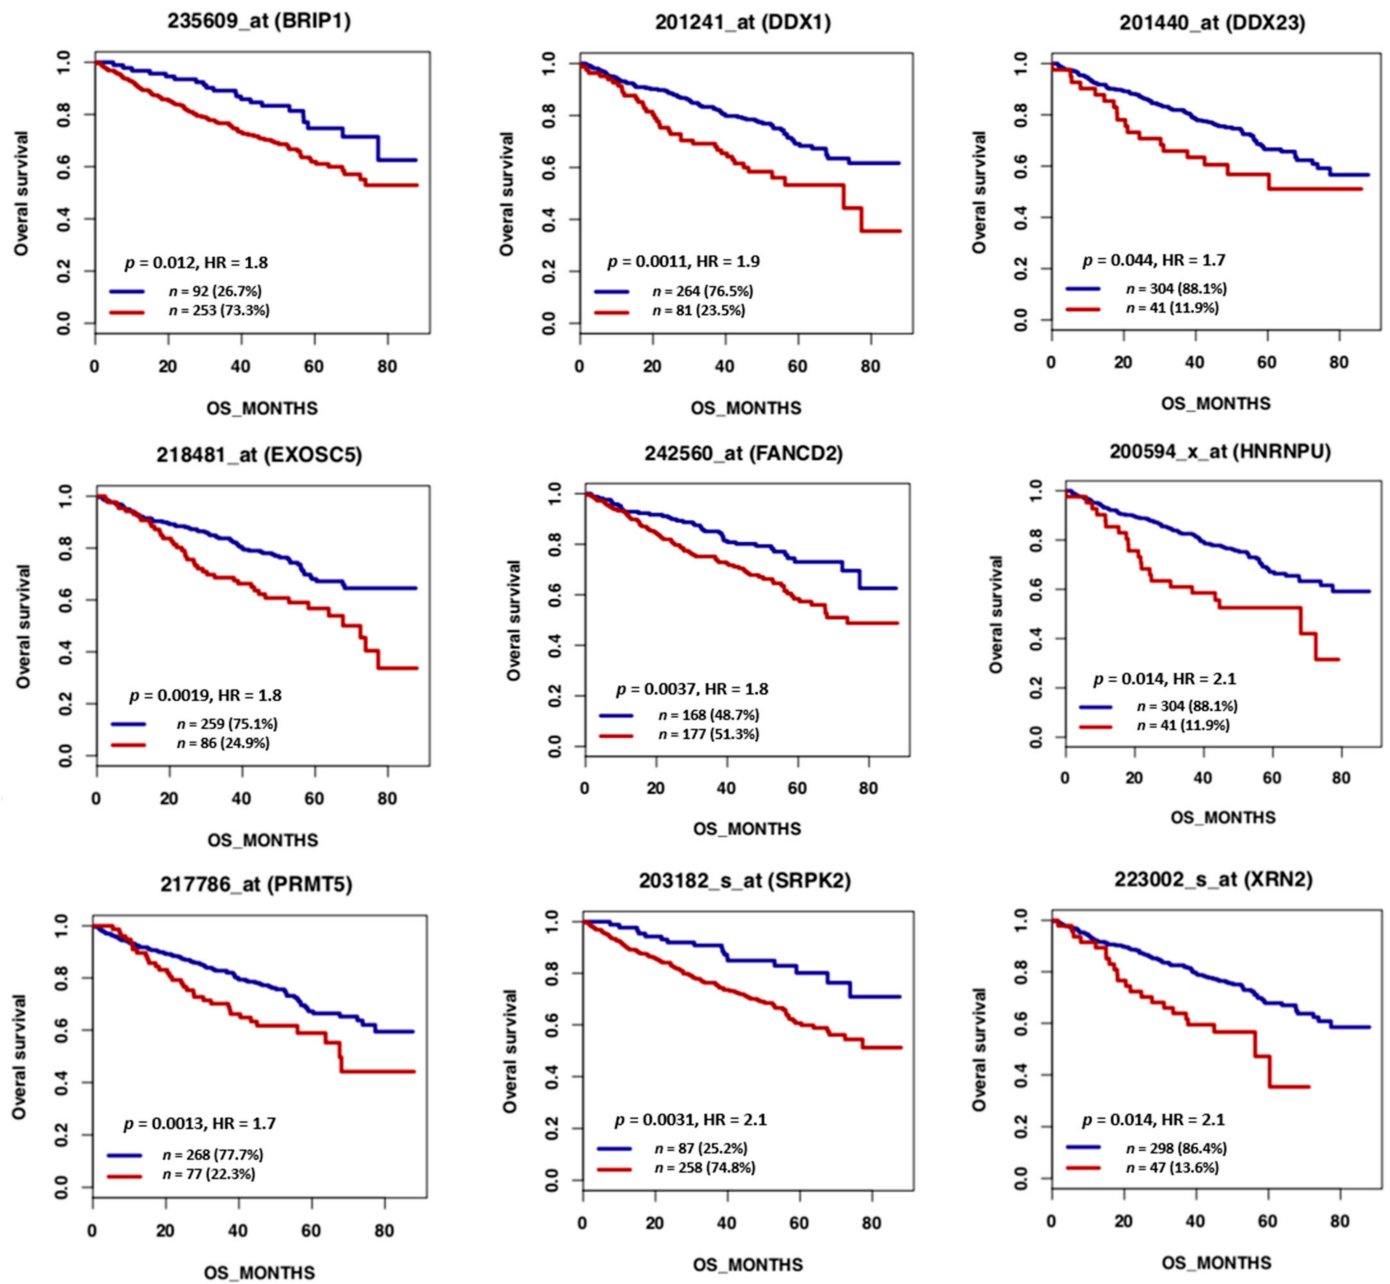 235609_at (BRIP1)
Overal survival
1.0
0.8
0.6
0.4
0.2
0.0
p = 0.012, HR = 1.8
n = 92 (26.7%)
n = 253 (73.3%)
0 20 40 60 80
OS_MONTHS
201241_at (DDX1)
Overal survival
1.0
0.8
0.6
0.4
0.2
0.0
p = 0.0011, HR = 1.9
n = 264 (76.5%)
n = 81 (23.5%)
0 20 40 60 80
OS_MONTHS
201440_at (DDX23)
Overal survival
1.0
0.8
0.6
0.4
0.2
0.0
p = 0.044, HR = 1.7
n = 304 (88.1%)
n = 41 (11.9%)
0 20 40 60 80
OS_MONTHS
218481_at (EXOSC5)
Overal survival
1.0
0.8
0.6
0.4
0.2
0.0
p = 0.0019, HR = 1.8
n = 259 (75.1%)
n = 86 (24.9%)
0 20 40 60 80
OS_MONTHS
242560_at (FANCD2)
Overal survival
1.0
0.8
0.6
0.4
0.2
0.0
p = 0.0037, HR = 1.8
n = 168 (48.7%)
n = 177 (51.3%)
0 20 40 60 80
OS_MONTHS
200594_x_at (HNRNPU)
Overal survival
1.0
0.8
0.6
0.4
0.2
0.0
p = 0.014, HR = 2.1
n = 304 (88.1%)
n = 41 (11.9%)
0 20 40 60 80
OS_MONTHS
217786_at (PRMT5)
Overal survival
1.0
0.8
0.6
0.4
0.2
0.0
p = 0.0013, HR = 1.7
n = 268 (77.7%)
n = 77 (22.3%)
0 20 40 60 80
OS_MONTHS
203182_s_at (SRPK2)
Overal survival
1.0
0.8
0.6
0.4
0.2
0.0
p = 0.0031, HR = 2.1
n = 87 (25.2%)
n = 258 (74.8%)
0 20 40 60 80
OS_MONTHS
223002_s_at (XRN2)
Overal survival
1.0
0.8
0.6
0.4
0.2
0.0
p = 0.014, HR = 2.1
n = 298 (86.4%)
n = 47 (13.6%)
0 20 40 60 80
OS_MONTHS